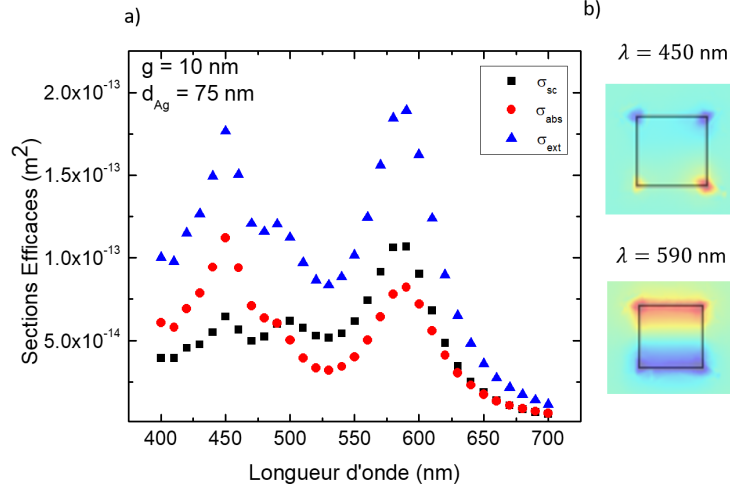 a)
b)
g = 10 nm
d_Ag = 75 nm
σ_sc
σ_abs
σ_ext
2.0x10⁻¹³
1.5x10⁻¹³
1.0x10⁻¹³
5.0x10⁻¹⁴
Sections Efficaces (m²)
400 450 500 550 600 650 700
Longueur d'onde (nm)
λ = 450 nm
λ = 590 nm